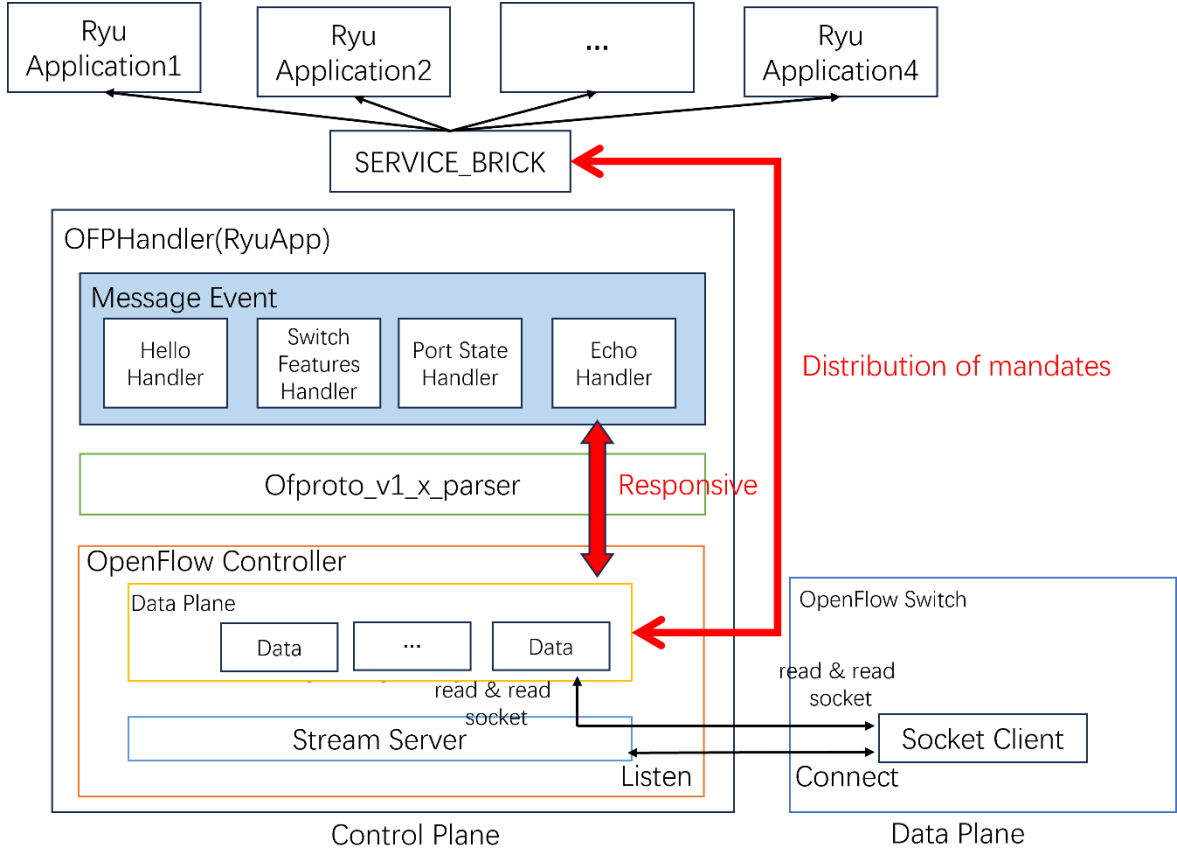 Ryu
Application1
Ryu
Application2
...
Ryu
Application4
SERVICE_BRICK
OFPHandler(RyuApp)
Message Event
Hello
Handler
Switch
Features
Handler
Port State
Handler
Echo
Handler
Distribution of mandates
Ofproto_v1_x_parser
Responsive
OpenFlow Controller
Data Plane
Data
...
Data
OpenFlow Switch
read & read
socket
read & read
socket
Stream Server
Socket Client
Listen
Connect
Control Plane
Data Plane